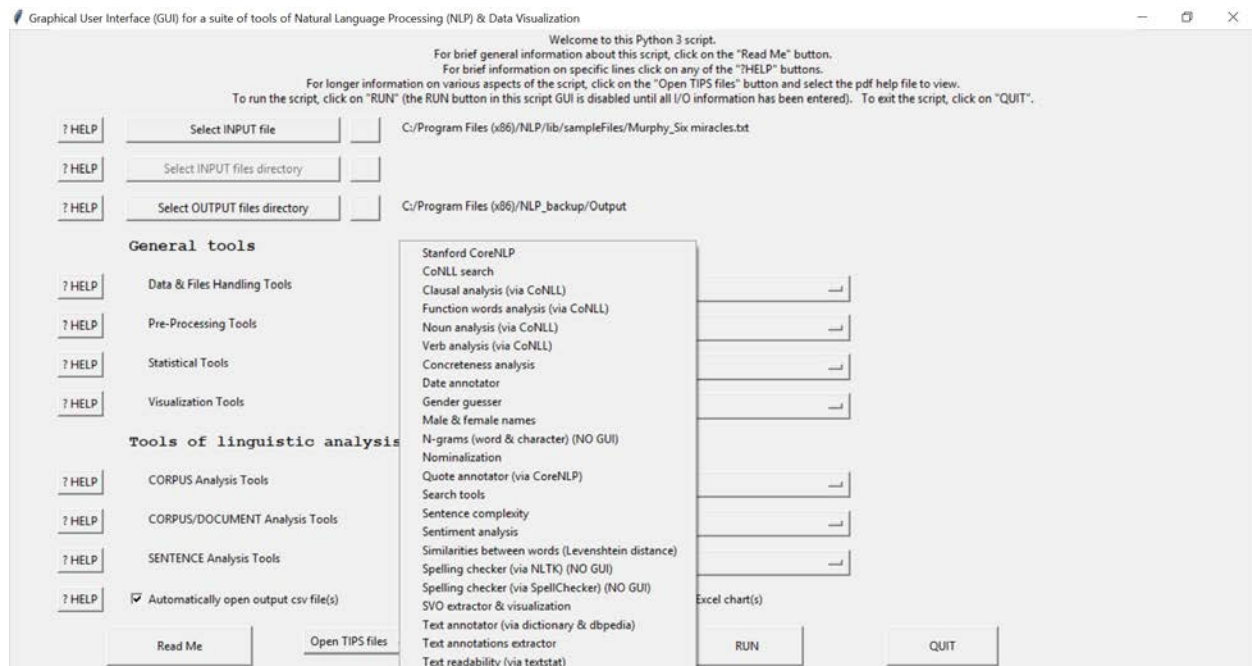 Graphical User Interface (GUI) for a suite of tools of Natural Language Processing (NLP) & Data Visualization
Welcome to this Python 3 script.
For brief general information about this script, click on the "Read Me" button.
For brief information on specific lines click on any of the "?HELP" buttons.
For longer information on various aspects of the script, click on the "Open TIPS files" button and select the pdf help file to view.
To run the script, click on "RUN" (the RUN button in this script GUI is disabled until all I/O information has been entered). To exit the script, click on "QUIT".
? HELP Select INPUT file C:/Program Files (x86)/NLP/lib/sampleFiles/Murphy_Six miracles.txt
? HELP Select INPUT files directory
? HELP Select OUTPUT files directory C:/Program Files (x86)/NLP_backup/Output
General tools
? HELP Data & Files Handling Tools
? HELP Pre-Processing Tools
? HELP Statistical Tools
? HELP Visualization Tools
Tools of linguistic analysis
? HELP CORPUS Analysis Tools
? HELP CORPUS/DOCUMENT Analysis Tools
? HELP SENTENCE Analysis Tools
? HELP Automatically open output csv file(s) Excel chart(s)
Read Me Open TIPS files RUN QUIT
Stanford CoreNLP
CoNLL search
Clausal analysis (via CoNLL)
Function words analysis (via CoNLL)
Noun analysis (via CoNLL)
Verb analysis (via CoNLL)
Concreteness analysis
Date annotator
Gender guesser
Male & female names
N-grams (word & character) (NO GUI)
Nominalization
Quote annotator (via CoreNLP)
Search tools
Sentence complexity
Sentiment analysis
Similarities between words (Levenshtein distance)
Spelling checker (via NLTK) (NO GUI)
Spelling checker (via SpellChecker) (NO GUI)
SVO extractor & visualization
Text annotator (via dictionary & dbpedia)
Text annotations extractor
Text readability (via textstat)